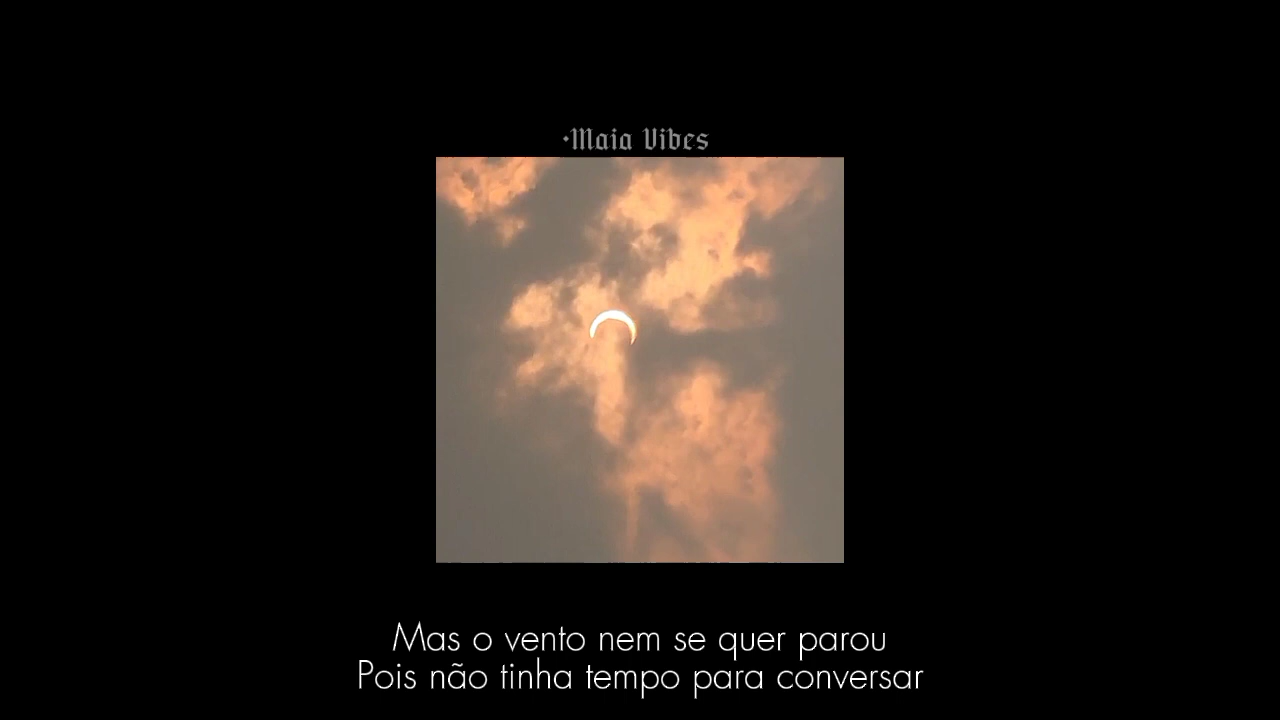 •Maia Vibes
Mas o vento nem se quer parou
Pois não tinha tempo para conversar